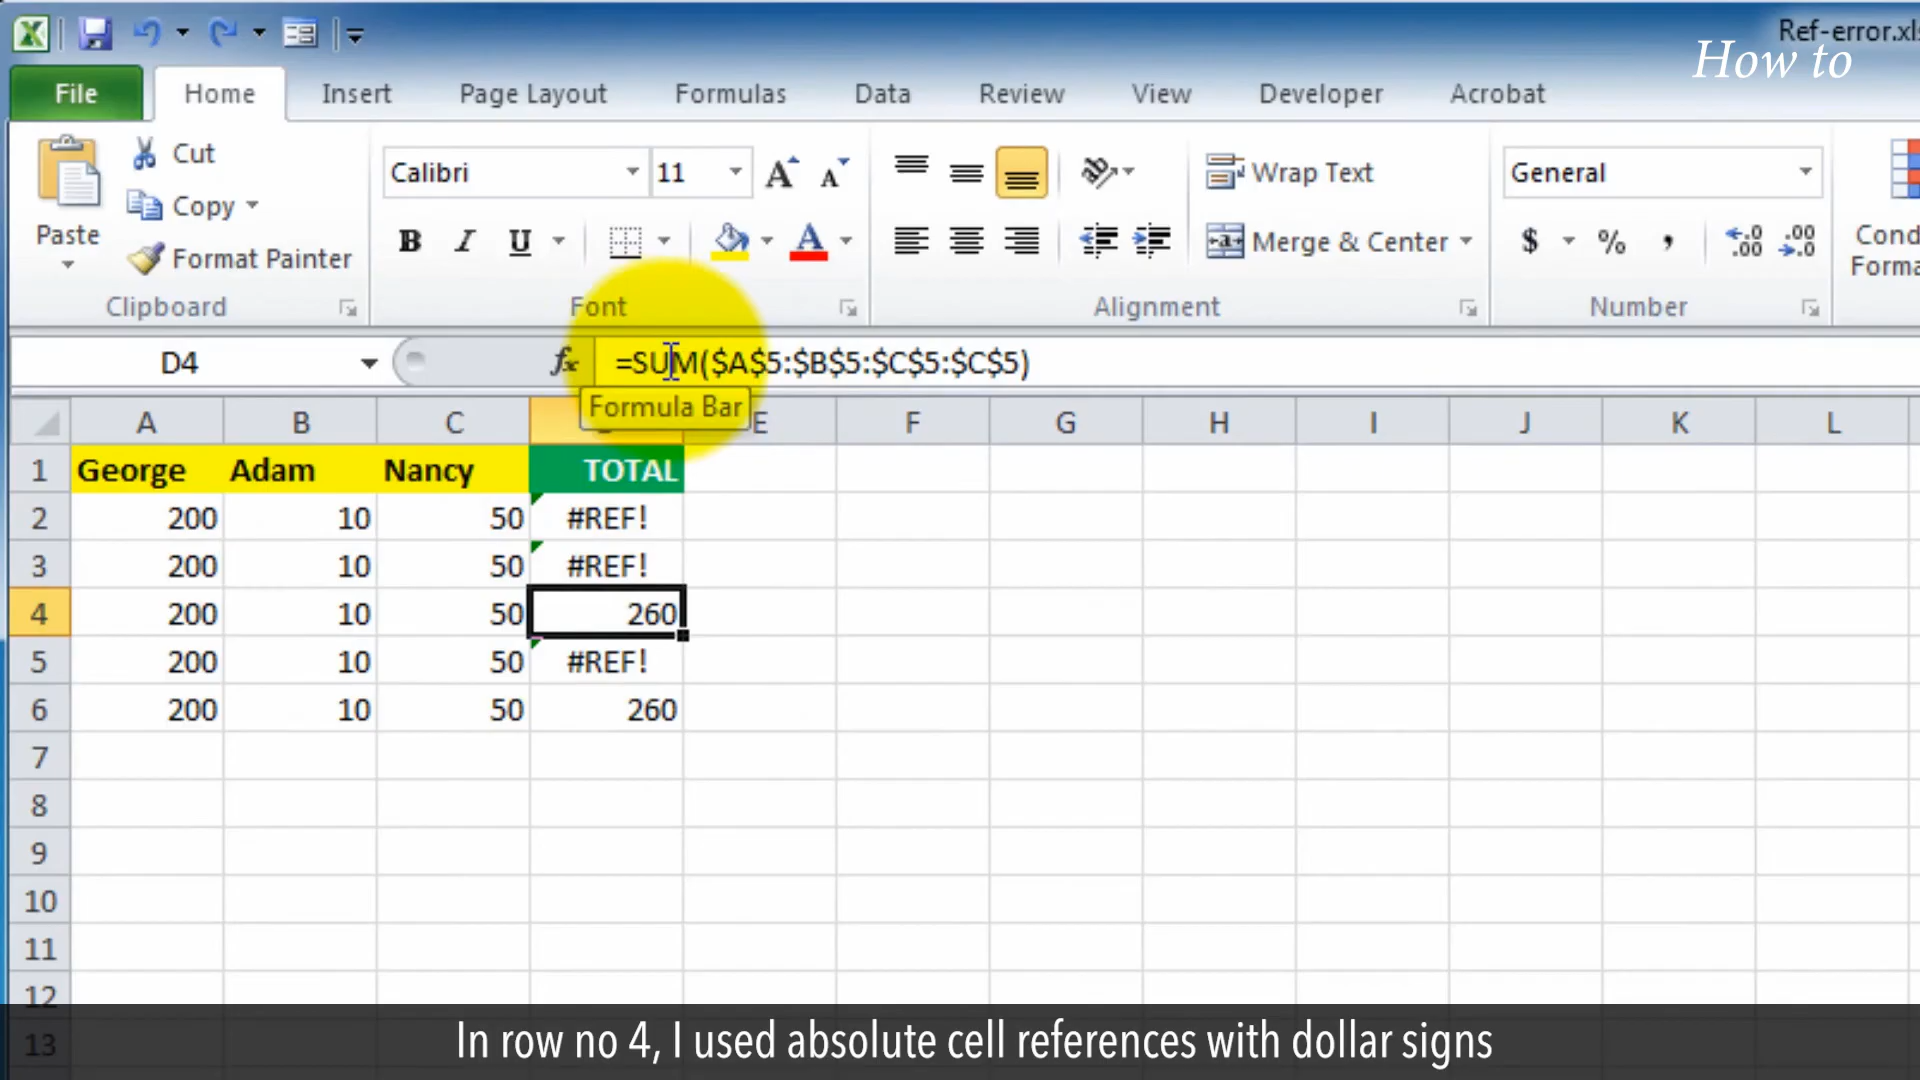 Ref-error.xls
How to
File Home Insert Page Layout Formulas Data Review View Developer Acrobat
Cut
Copy
Format Painter
Paste
Clipboard
Calibri 11
B I U
Font
Wrap Text
Merge & Center
Alignment
General
$ % ,
Number
Cond
Forma
D4 fx =SUM($A$5:$B$5:$C$5:$C$5)
Formula Bar
A B C E F G H I J K L
1 George Adam Nancy TOTAL
2 200 10 50 #REF!
3 200 10 50 #REF!
4 200 10 50 260
5 200 10 50 #REF!
6 200 10 50 260
7
8
9
10
11
12
13
In row no 4, I used absolute cell references with dollar signs